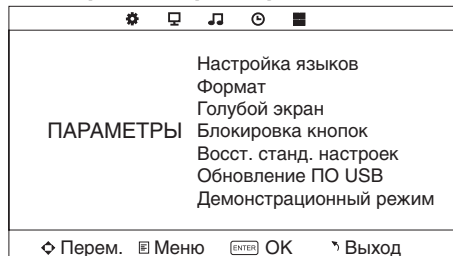 Настройка языков
Формат
Голубой экран
ПАРАМЕТРЫ Блокировка кнопок
Восст. станд. настроек
Обновление ПО USB
Демонстрационный режим
Перем. Меню ENTER OK Выход